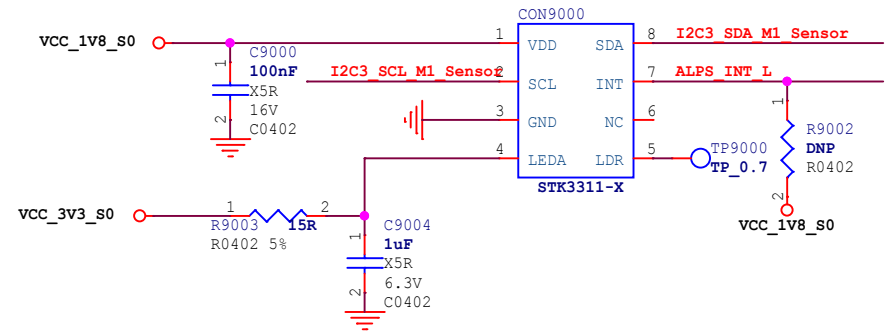 CON9000
VCC_1V8_S0
1
VDD
SDA
8
I2C3_SDA_M1_Sensor
C9000
1
100nF
X5R
16V
2
C0402
I2C3_SCL_M1_Sensor
2
SCL
INT
7
ALPS_INT_L
3
GND
NC
6
1
R9002
DNP
R0402
2
VCC_1V8_S0
4
LEDA
LDR
5
TP9000
TP_0.7
STK3311-X
VCC_3V3_S0
1
2
R9003
15R
R0402 5%
C9004
1
1uF
X5R
6.3V
2
C0402